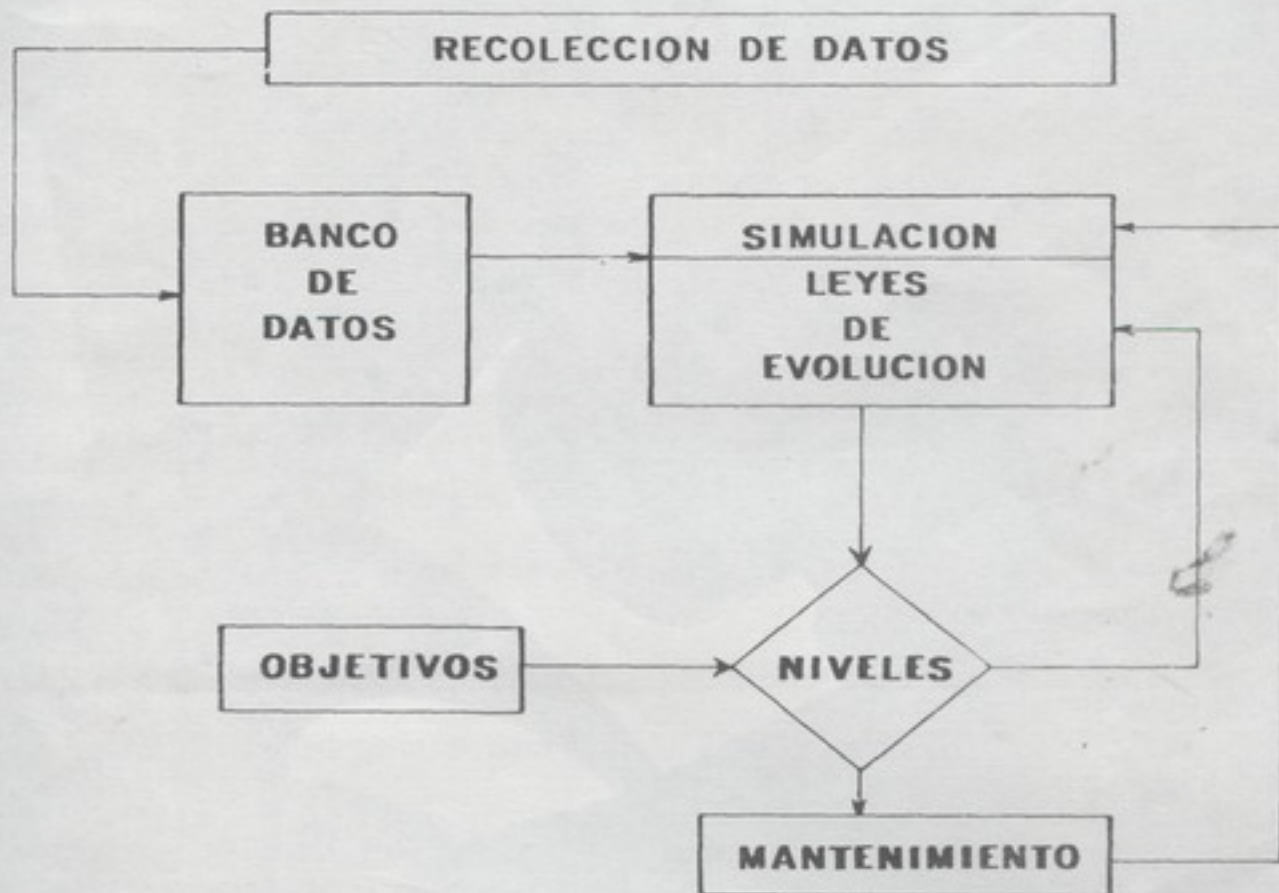 RECOLECCION DE DATOS
BANCO
DE
DATOS
SIMULACION
LEYES
DE
EVOLUCION
OBJETIVOS
NIVELES
MANTENIMIENTO